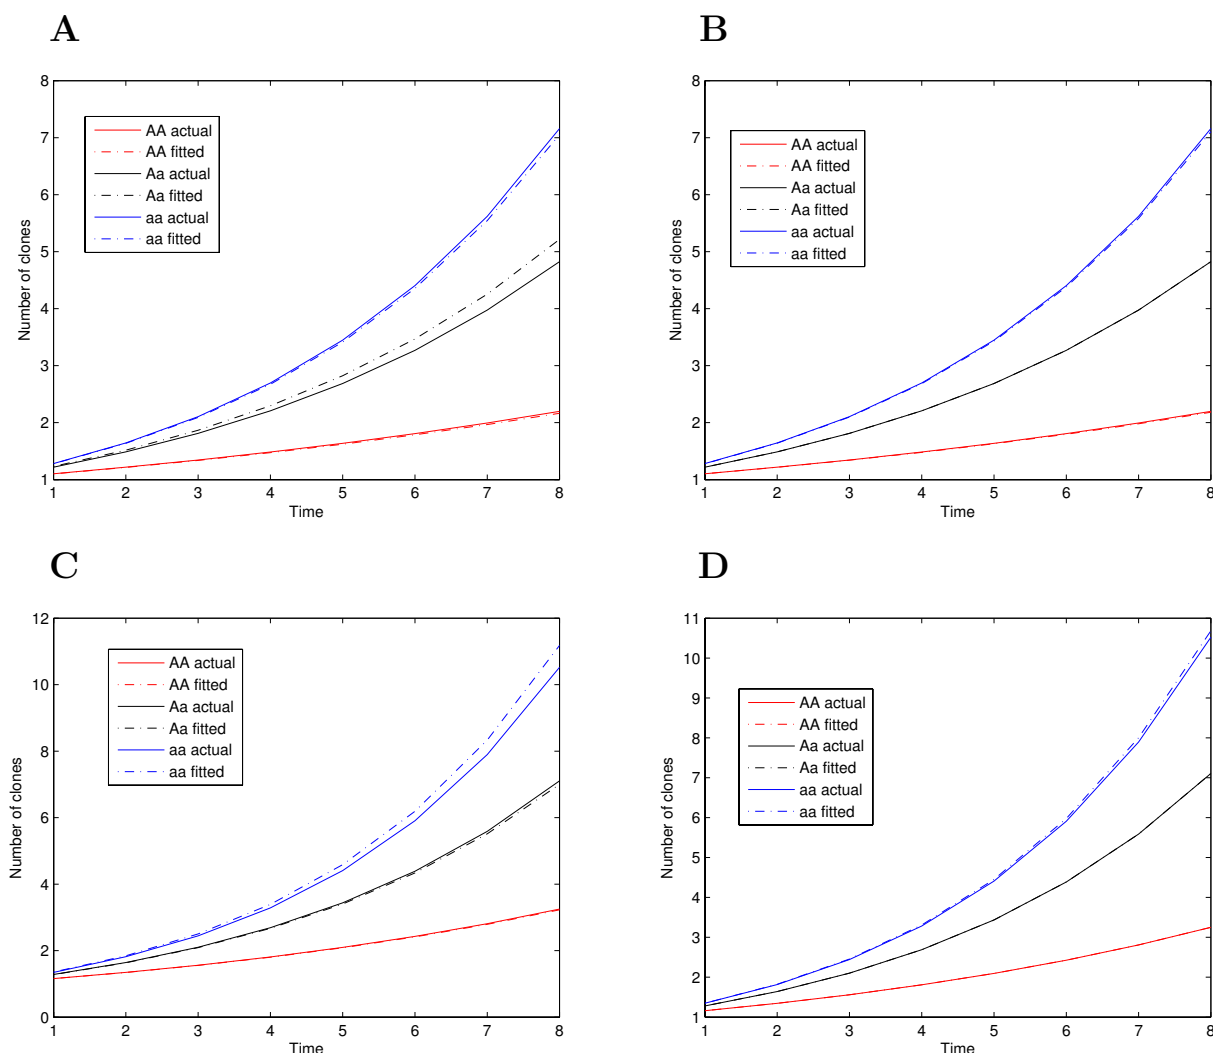 A
8
7
6
5
4
3
2
1
Number of clones
AA actual
AA fitted
Aa actual
Aa fitted
aa actual
aa fitted
1 2 3 4 5 6 7 8
Time
B
8
7
6
5
4
3
2
1
Number of clones
AA actual
AA fitted
Aa actual
Aa fitted
aa actual
aa fitted
1 2 3 4 5 6 7 8
Time
C
12
10
8
6
4
2
0
Number of clones
AA actual
AA fitted
Aa actual
Aa fitted
aa actual
aa fitted
1 2 3 4 5 6 7 8
Time
D
11
10
9
8
7
6
5
4
3
2
1
Number of clones
AA actual
AA fitted
Aa actual
Aa fitted
aa actual
aa fitted
1 2 3 4 5 6 7 8
Time